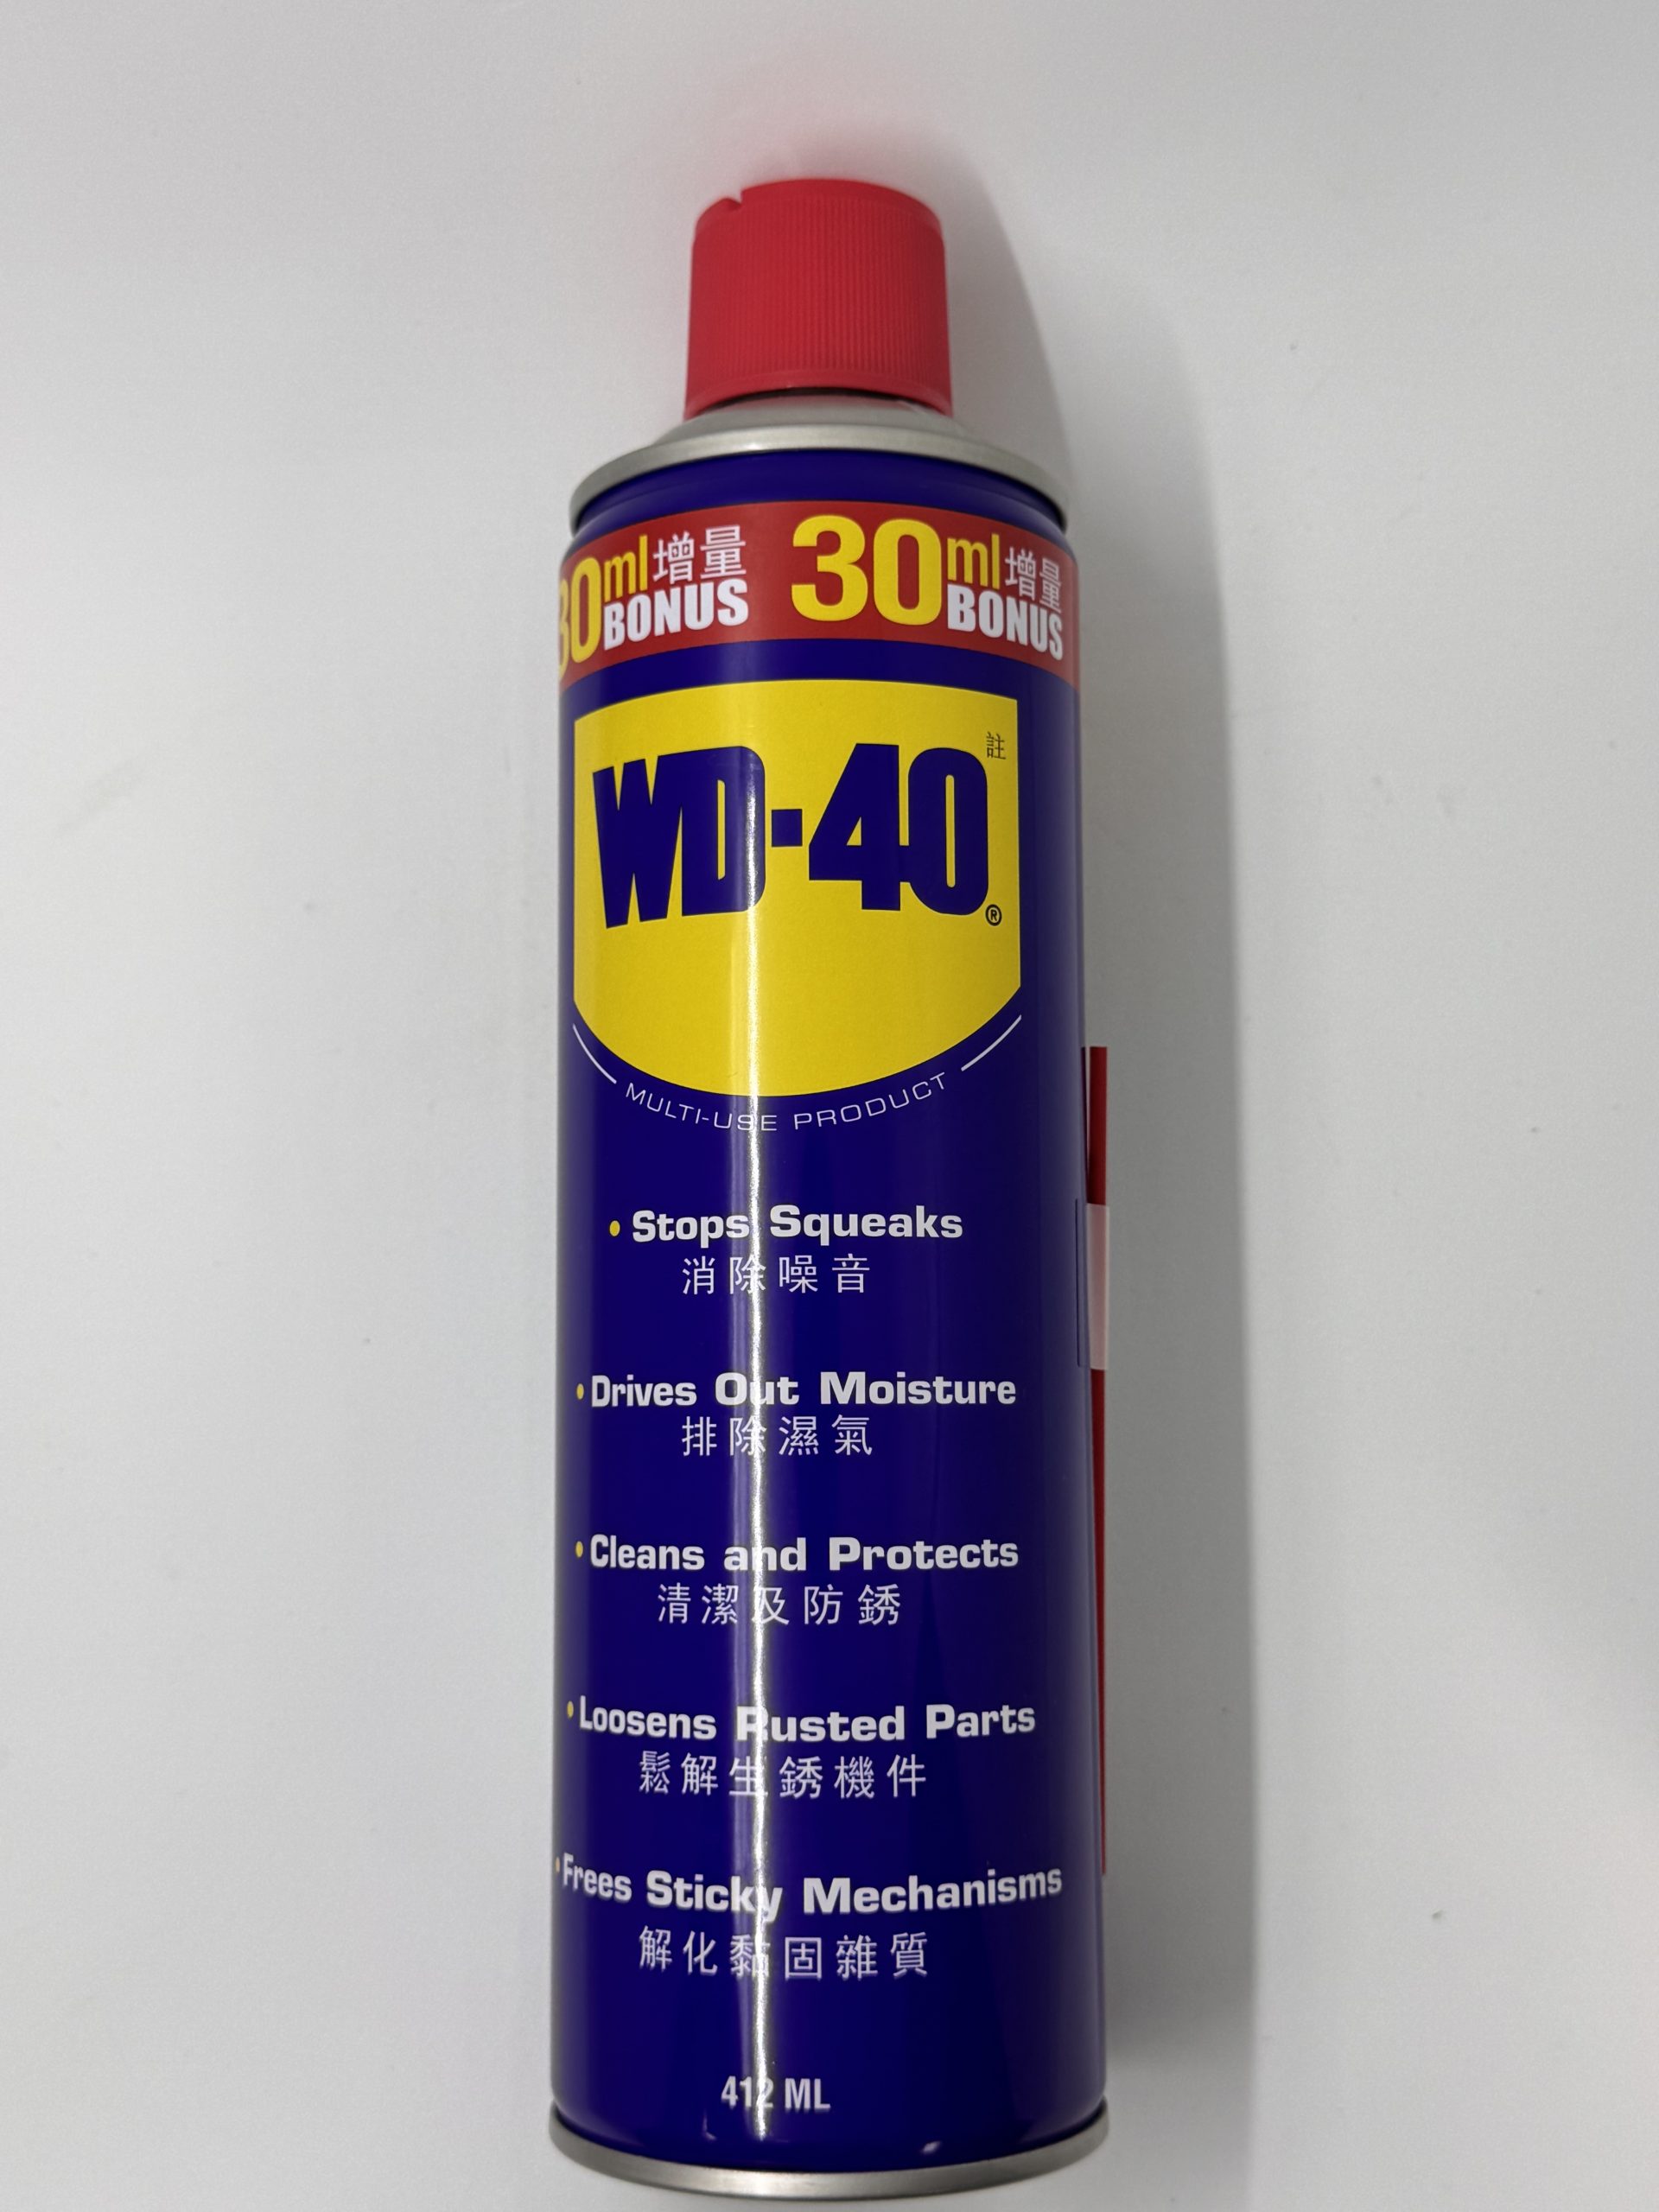 30ml增量
BONUS
30ml增量
BONUS
註
WD-40®
MULTI-USE PRODUCT
• Stops Squeaks
消除噪音
• Drives Out Moisture
排除濕氣
• Cleans and Protects
清潔及防銹
• Loosens Rusted Parts
鬆解生銹機件
• Frees Sticky Mechanisms
解化黏固雜質
412 ML